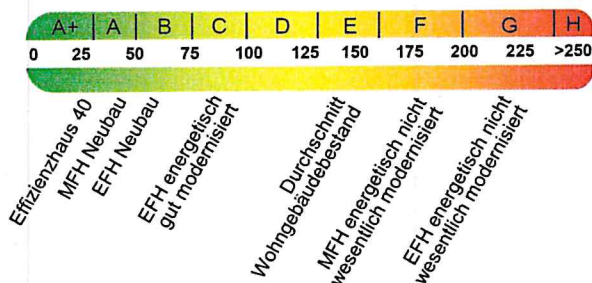 A+ A B C D E F G H
0 25 50 75 100 125 150 175 200 225 >250
Effizienzhaus 40
MFH Neubau
EFH Neubau
EFH energetisch
gut modernisiert
Durchschnitt
Wohngebäudebestand
MFH energetisch nicht
wesentlich modernisiert
EFH energetisch nicht
wesentlich modernisiert